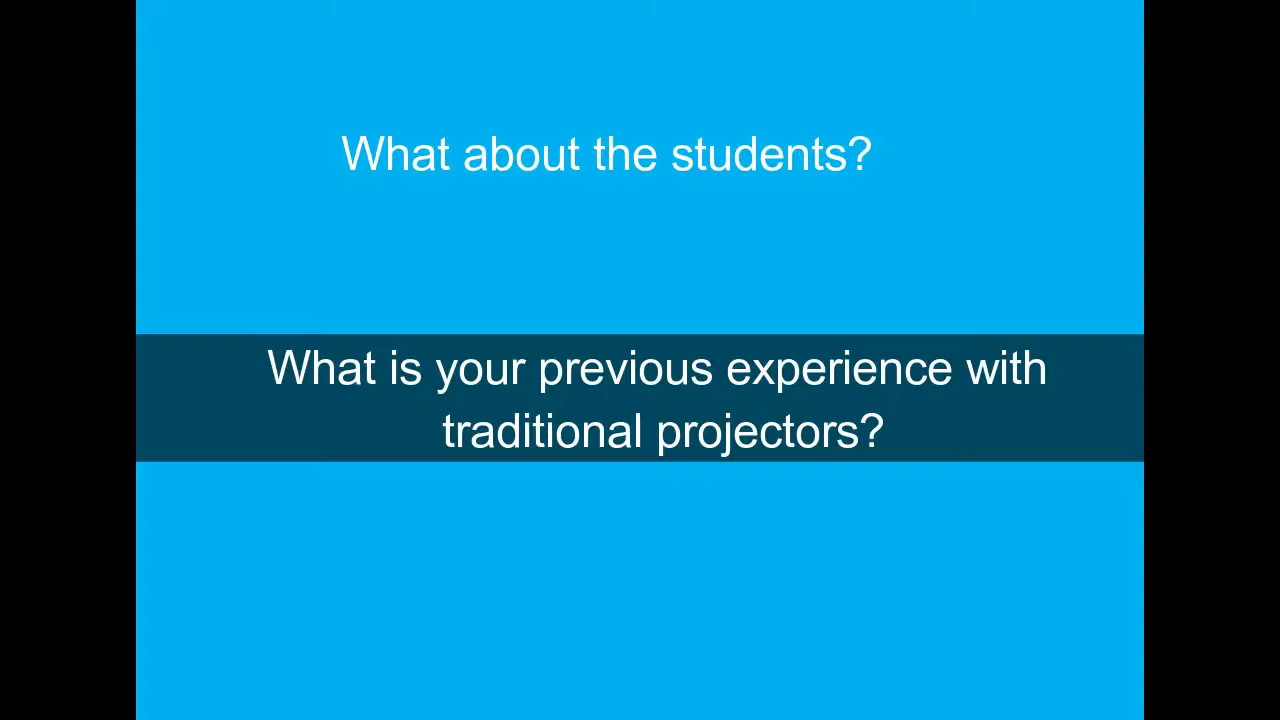 What about the students?
What is your previous experience with
traditional projectors?